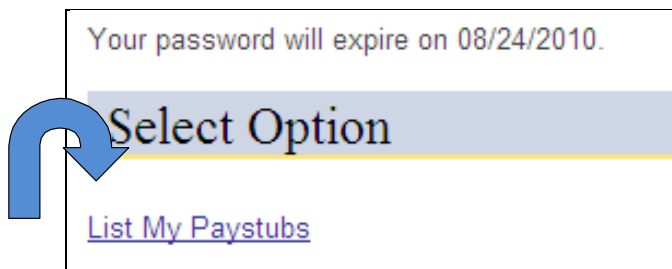 Your password will expire on 08/24/2010.
Select Option
List My Paystubs